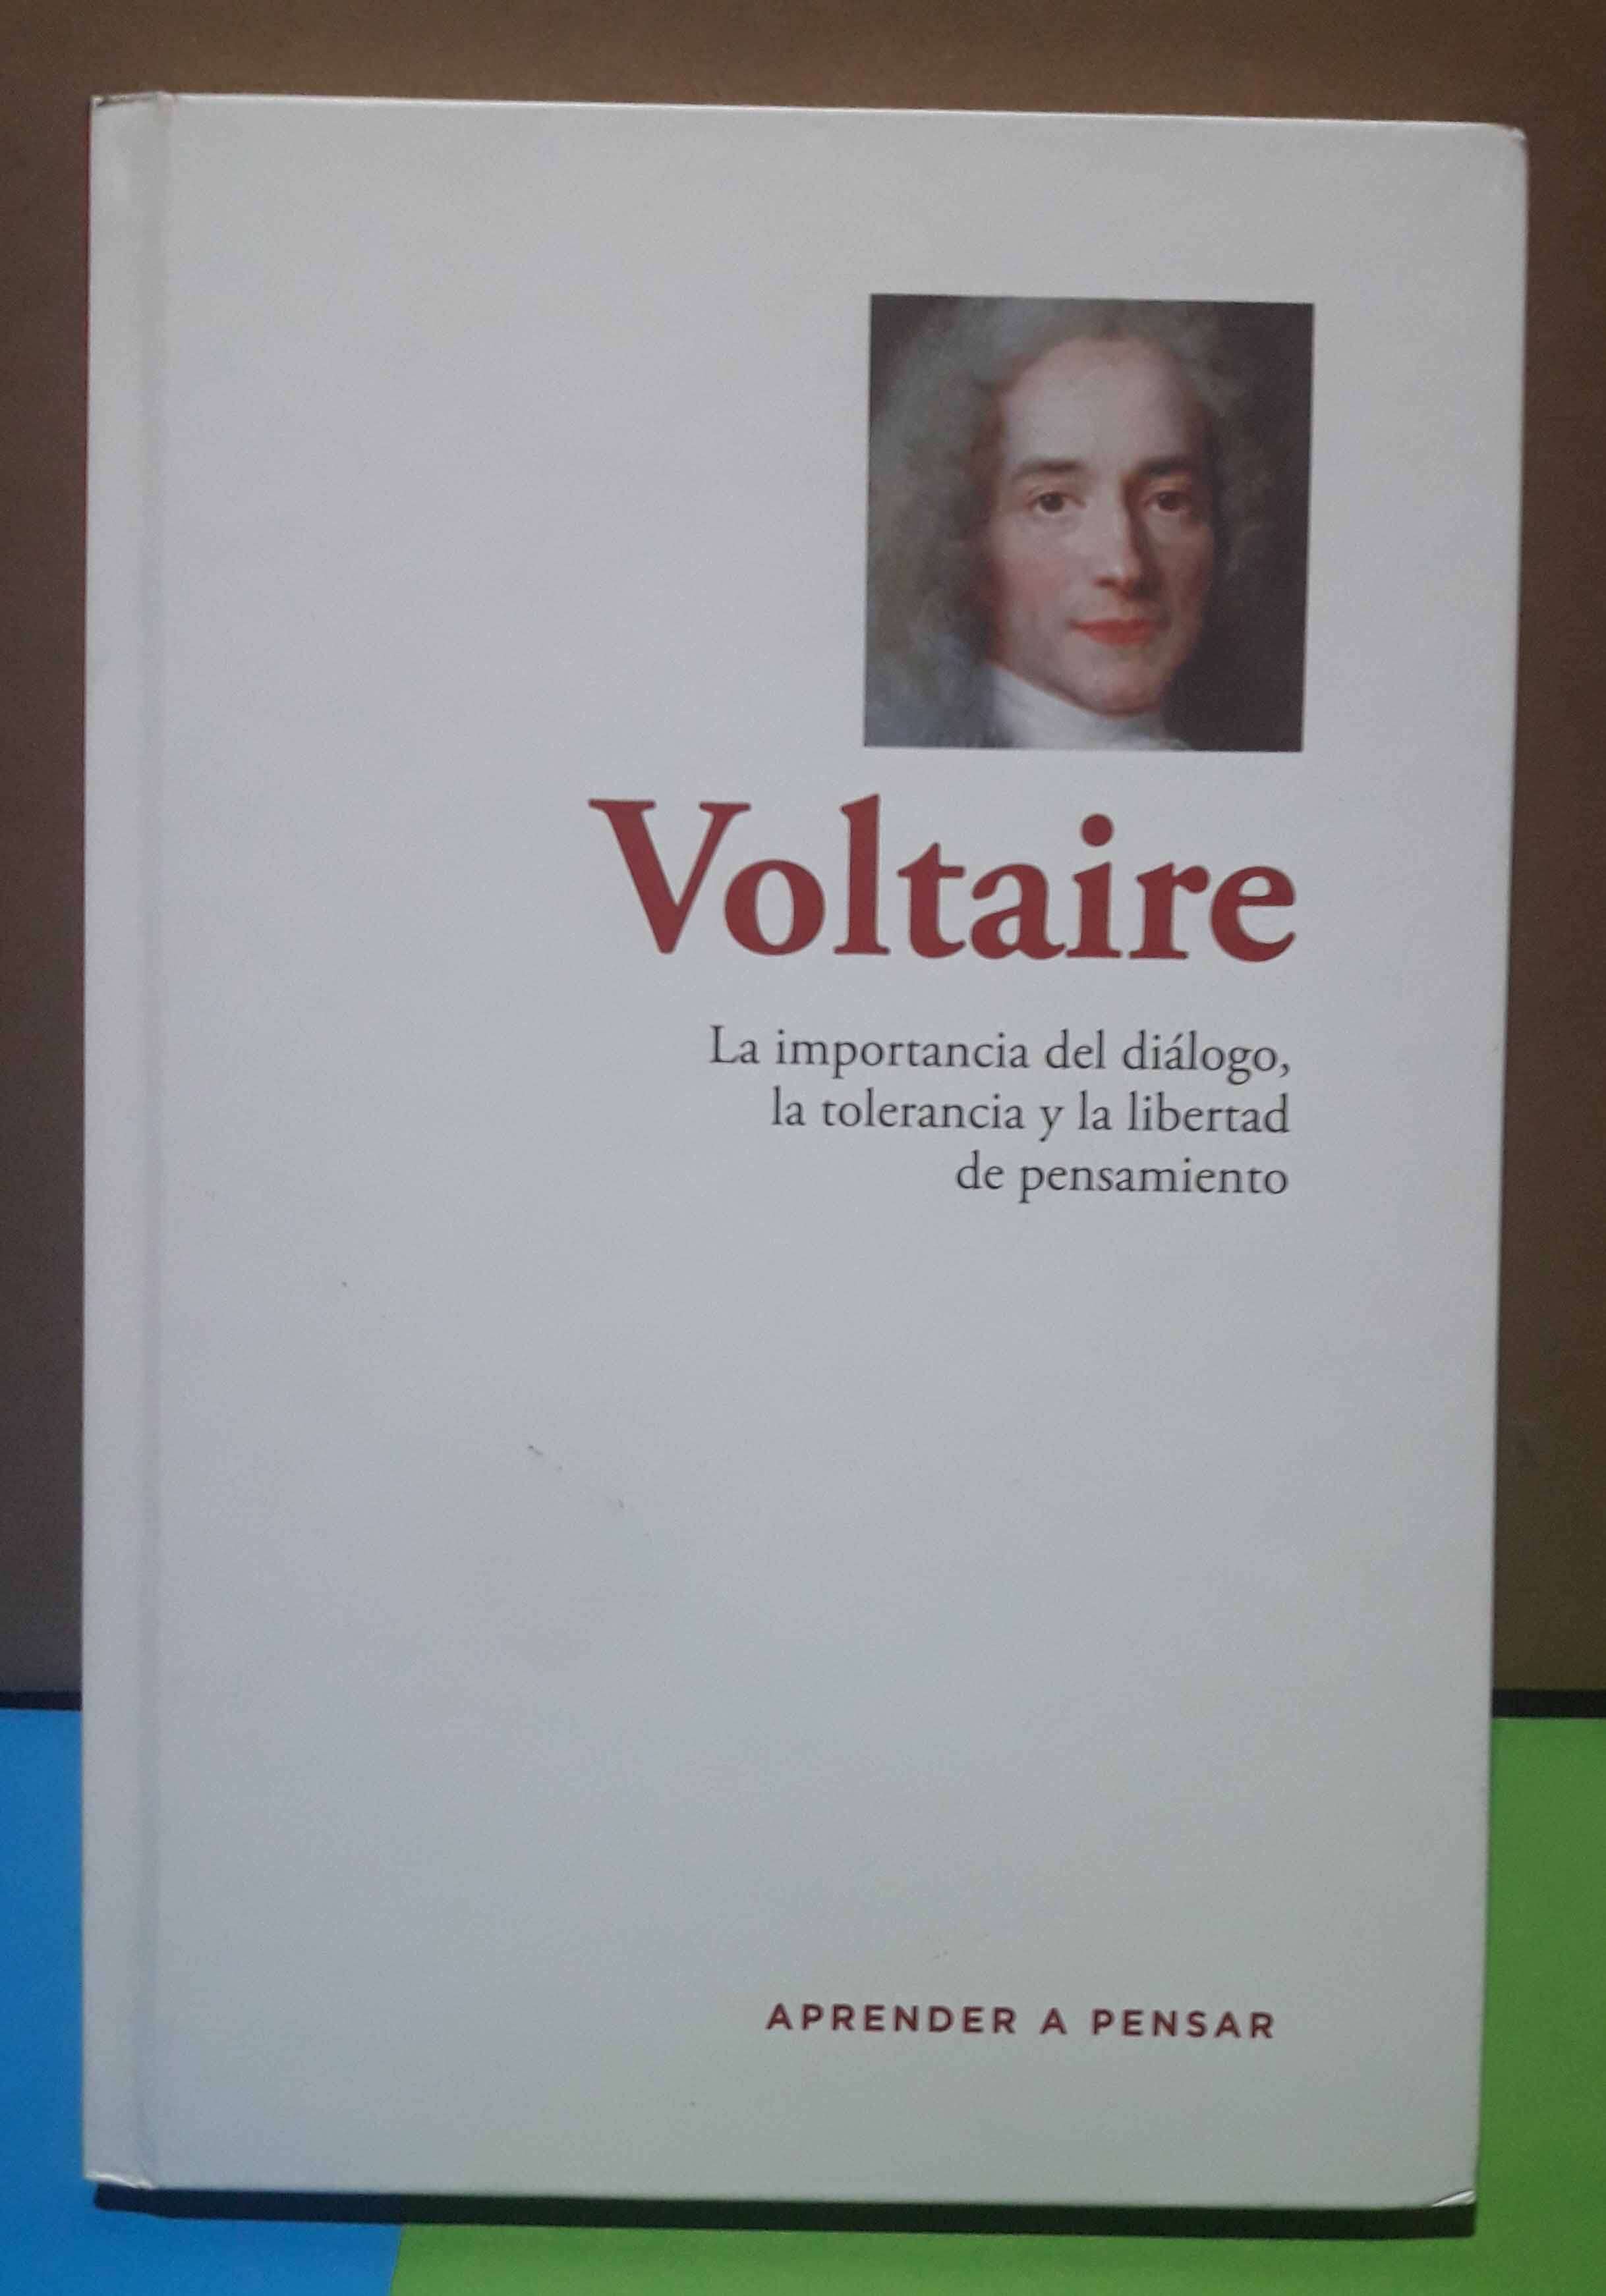 Voltaire
La importancia del diálogo,
la tolerancia y la libertad
de pensamiento
APRENDER A PENSAR